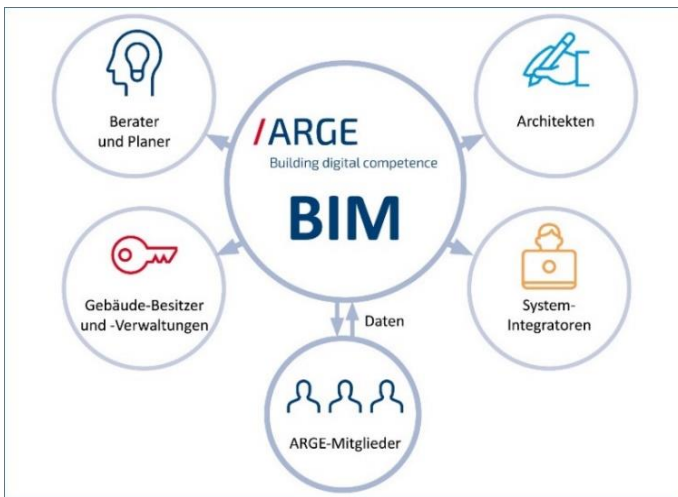 /ARGE
Building digital competence
BIM
Berater
und Planer
Architekten
Gebäude-Besitzer
und -Verwaltungen
System-
Integratoren
Daten
ARGE-Mitglieder